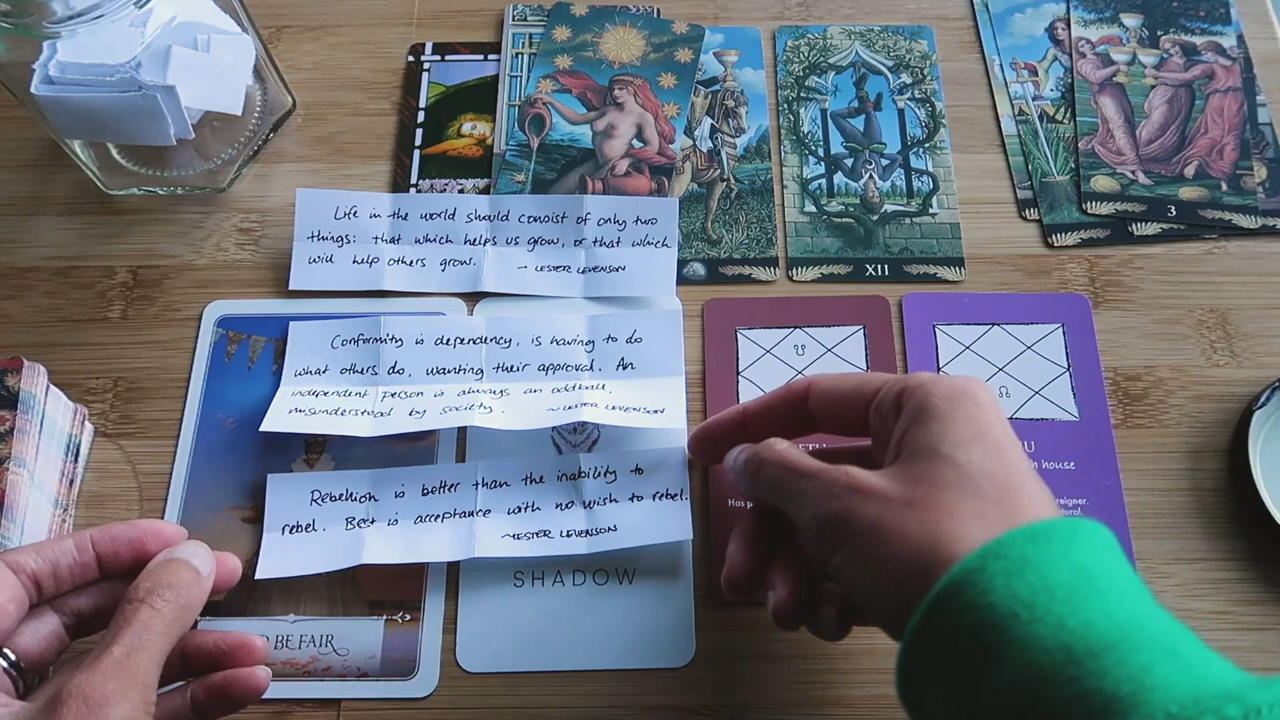 XII
3
Life in the world should consist of only two
things: that which helps us grow, or that which
will help others grow. ~ LESTER LEVENSON
Conformity is dependency, is having to do
what others do, wanting their approval. An
independent person is always an oddball,
misunderstood by society. ~ LESTER LEVENSON
Rebellion is better than the inability to
rebel. Best is acceptance with no wish to rebel.
~LESTER LEVENSON
SHADOW
BE FAIR
house
Has